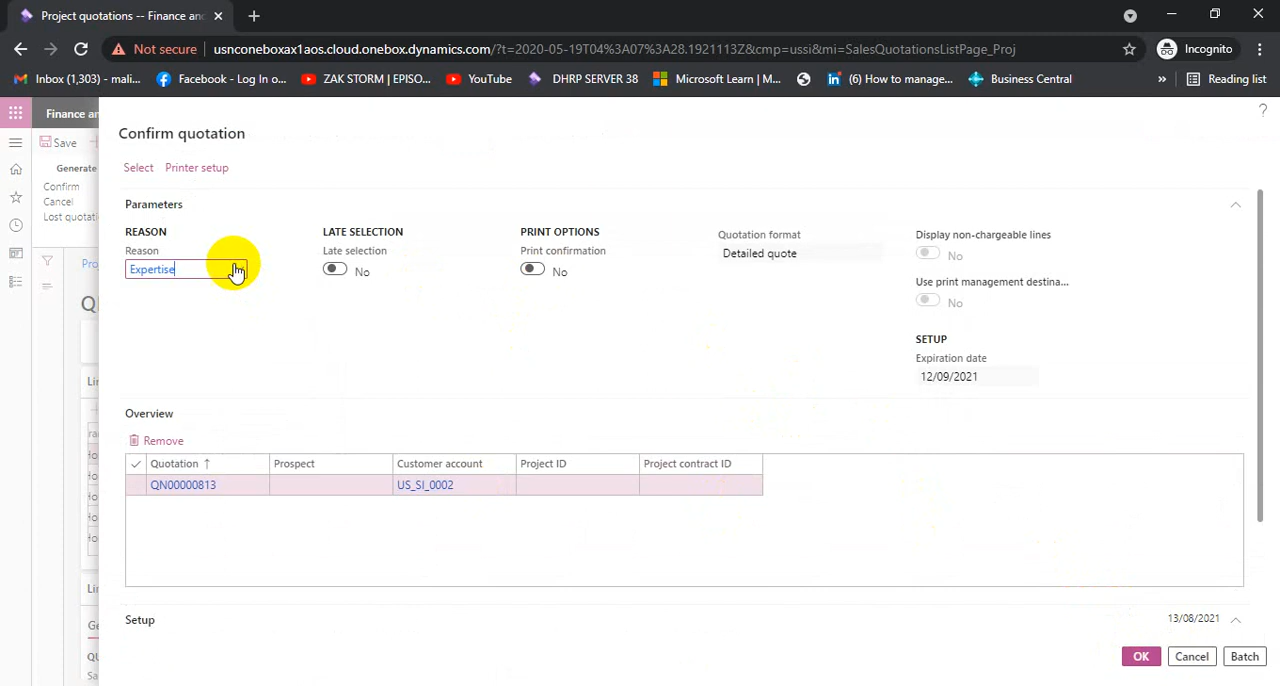 Project quotations -- Finance and
Not secure
usnconeboxax1aos.cloud.onebox.dynamics.com/?t=2020-05-19T04%3A07%3A28.1921113Z&cmp=ussi&mi=SalesQuotationsListPage_Proj
Incognito
Inbox (1,303) - mali...
Facebook - Log In o...
ZAK STORM | EPISO...
YouTube
DHRP SERVER 38
Microsoft Learn | M...
(6) How to manage...
Business Central
»
Reading list
Finance an
?
Save
Generate
Confirm
Cancel
Lost quotati
Confirm quotation
Select
Printer setup
Parameters
REASON
Reason
Expertise
LATE SELECTION
Late selection
No
PRINT OPTIONS
Print confirmation
No
Quotation format
Detailed quote
Display non-chargeable lines
No
Use print management destina...
No
SETUP
Expiration date
12/09/2021
Overview
Remove
Quotation ↑
Prospect
Customer account
Project ID
Project contract ID
QN00000813
US_SI_0002
Setup
13/08/2021
OK
Cancel
Batch